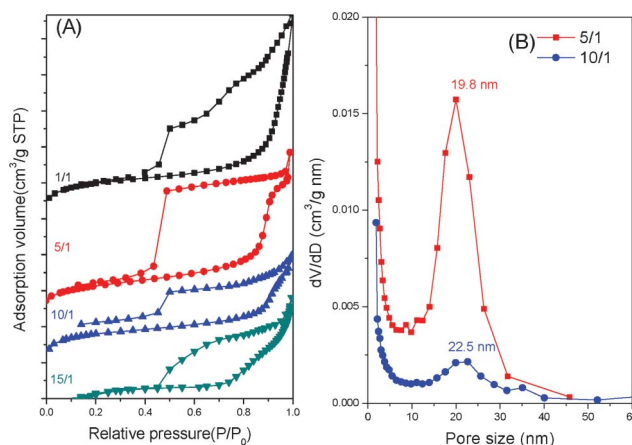 (A)
Adsorption volume(cm³/g STP)
1/1
5/1
10/1
15/1
0.0 0.2 0.4 0.6 0.8 1.0
Relative pressure(P/P₀)
(B)
5/1
10/1
19.8 nm
22.5 nm
dV/dD (cm³/g nm)
0.020
0.015
0.010
0.005
0.000
0 10 20 30 40 50 60
Pore size (nm)